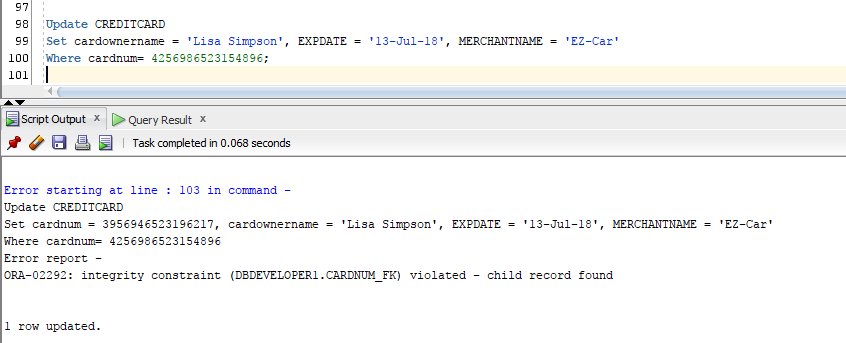 97
98 Update CREDITCARD
99 Set cardownername = 'Lisa Simpson', EXPDATE = '13-Jul-18', MERCHANTNAME = 'EZ-Car'
100 Where cardnum= 4256986523154896;
101
Script Output x Query Result x
Task completed in 0.068 seconds
Error starting at line : 103 in command -
Update CREDITCARD
Set cardnum = 3956946523196217, cardownername = 'Lisa Simpson', EXPDATE = '13-Jul-18', MERCHANTNAME = 'EZ-Car'
Where cardnum= 4256986523154896
Error report -
ORA-02292: integrity constraint (DBDEVELOPER1.CARDNUM_FK) violated - child record found
1 row updated.